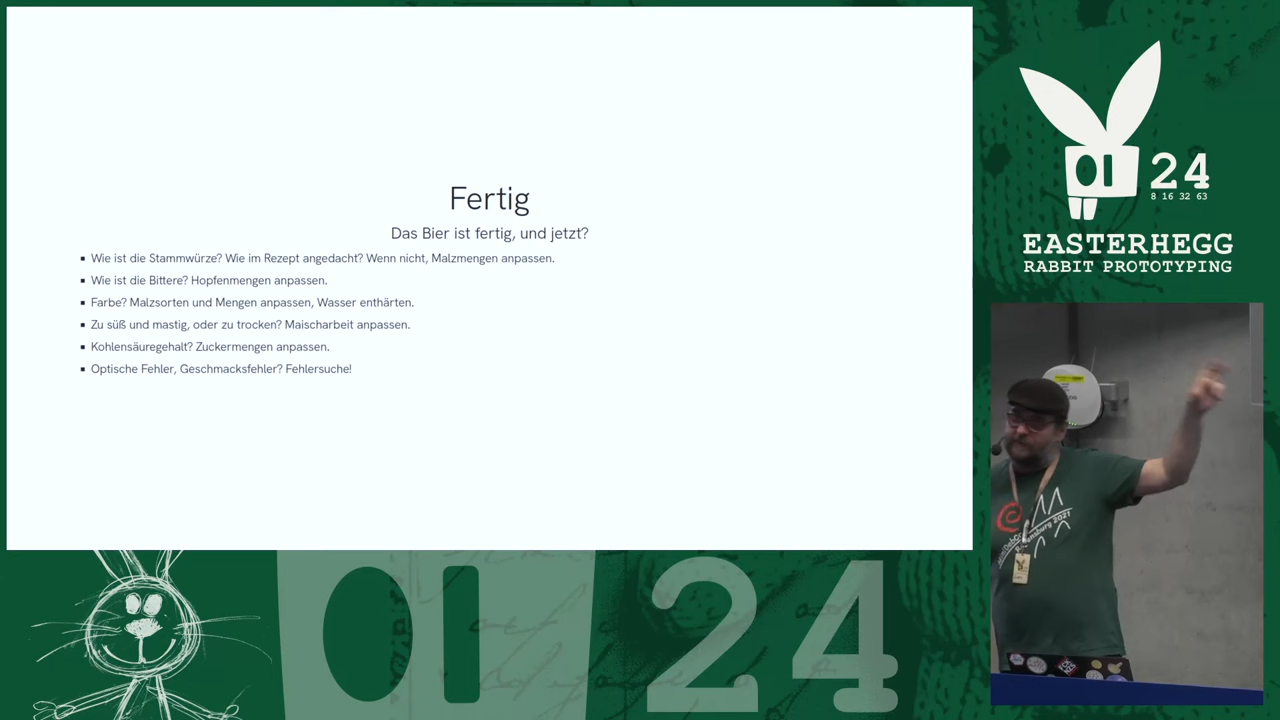 Fertig
Das Bier ist fertig, und jetzt?
▪ Wie ist die Stammwürze? Wie im Rezept angedacht? Wenn nicht, Malzmengen anpassen.
▪ Wie ist die Bittere? Hopfenmengen anpassen.
▪ Farbe? Malzsorten und Mengen anpassen, Wasser enthärten.
▪ Zu süß und mastig, oder zu trocken? Maischarbeit anpassen.
▪ Kohlensäuregehalt? Zuckermengen anpassen.
▪ Optische Fehler, Geschmacksfehler? Fehlersuche!
24
8 16 32 63
EASTERHEGG
RABBIT PROTOTYPING
2021
24